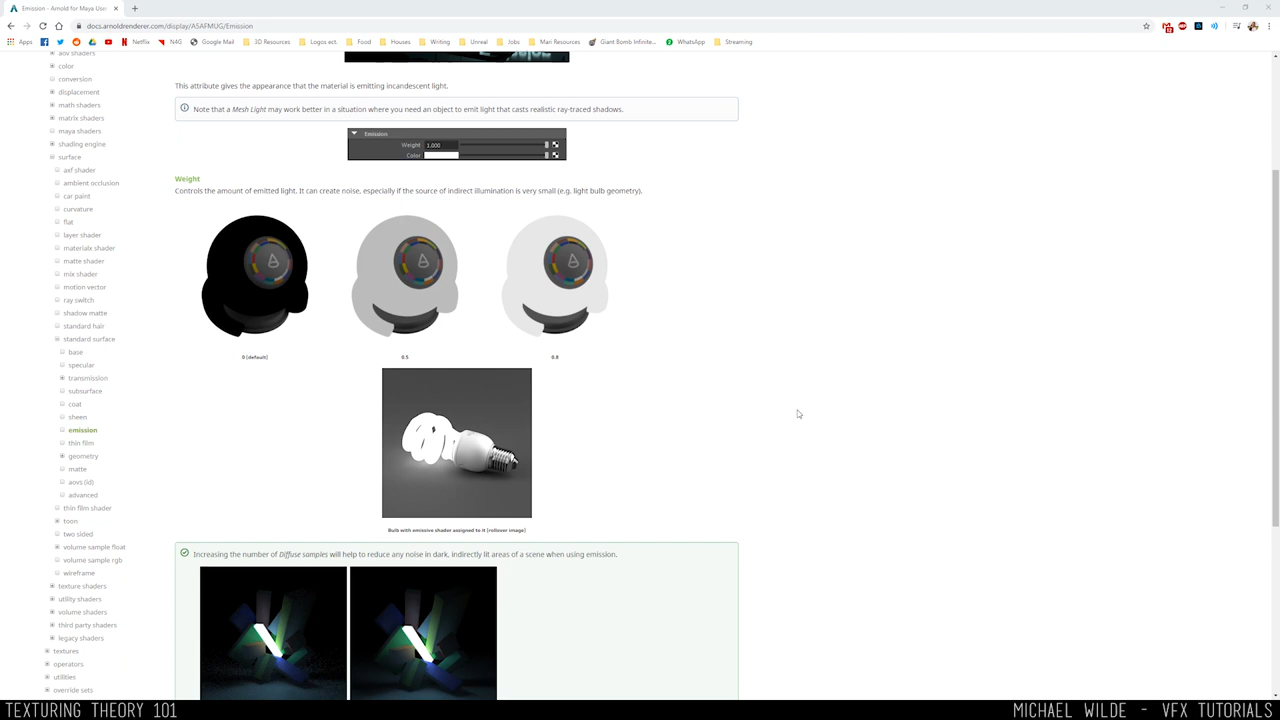 Emission - Arnold for Maya User
docs.arnoldrenderer.com/display/A5AFMUG/Emission
Apps
Netflix
N4G
Google Mail
3D Resources
Logos ect.
Food
Houses
Writing
Unreal
Jobs
Mari Resources
Giant Bomb Infinite...
WhatsApp
Streaming
aov shaders
color
conversion
displacement
math shaders
matrix shaders
maya shaders
shading engine
surface
axf shader
ambient occlusion
car paint
curvature
flat
layer shader
materialx shader
matte shader
mix shader
motion vector
ray switch
shadow matte
standard hair
standard surface
base
specular
transmission
subsurface
coat
sheen
emission
thin film
geometry
matte
aovs (id)
advanced
thin film shader
toon
two sided
volume sample float
volume sample rgb
wireframe
texture shaders
utility shaders
volume shaders
third party shaders
legacy shaders
textures
operators
utilities
override sets
This attribute gives the appearance that the material is emitting incandescent light.
Note that a Mesh Light may work better in a situation where you need an object to emit light that casts realistic ray-traced shadows.
Emission
Weight 1.000
Color
Weight
Controls the amount of emitted light. It can create noise, especially if the source of indirect illumination is very small (e.g. light bulb geometry).
0 (default)
0.5
0.8
Bulb with emissive shader assigned to it (rollover image)
Increasing the number of Diffuse samples will help to reduce any noise in dark, indirectly lit areas of a scene when using emission.
TEXTURING THEORY 101
MICHAEL WILDE - VFX TUTORIALS